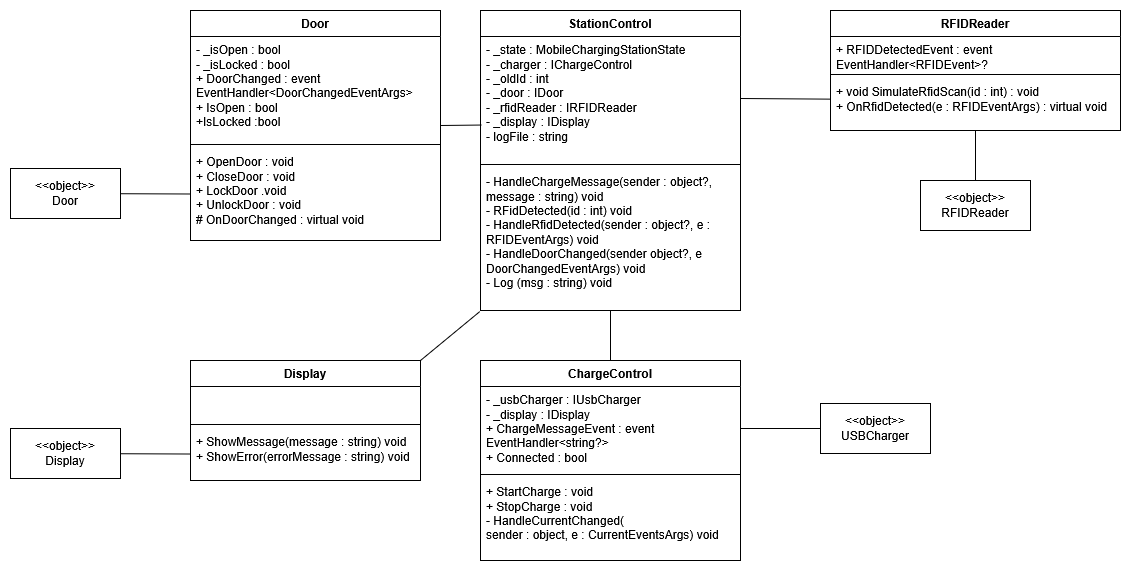 Door
- _isOpen : bool
- _isLocked : bool
+ DoorChanged : event
EventHandler<DoorChangedEventArgs>
+ IsOpen : bool
+IsLocked :bool
+ OpenDoor : void
+ CloseDoor : void
+ LockDoor .void
+ UnlockDoor : void
# OnDoorChanged : virtual void
StationControl
- _state : MobileChargingStationState
- _charger : IChargeControl
- _oldId : int
- _door : IDoor
- _rfidReader : IRFIDReader
- _display : IDisplay
- logFile : string
- HandleChargeMessage(sender : object?,
message : string) void
- RFidDetected(id : int) void
- HandleRfidDetected(sender : object?, e :
RFIDEventArgs) void
- HandleDoorChanged(sender object?, e
DoorChangedEventArgs) void
- Log (msg : string) void
RFIDReader
+ RFIDDetectedEvent : event
EventHandler<RFIDEvent>?
+ void SimulateRfidScan(id : int) : void
+ OnRfidDetected(e : RFIDEventArgs) : virtual void
<<object>>
Door
<<object>>
RFIDReader
Display
+ ShowMessage(message : string) void
+ ShowError(errorMessage : string) void
ChargeControl
- _usbCharger : IUsbCharger
- _display : IDisplay
+ ChargeMessageEvent : event
EventHandler<string?>
+ Connected : bool
+ StartCharge : void
+ StopCharge : void
- HandleCurrentChanged(
sender : object, e : CurrentEventsArgs) void
<<object>>
USBCharger
<<object>>
Display